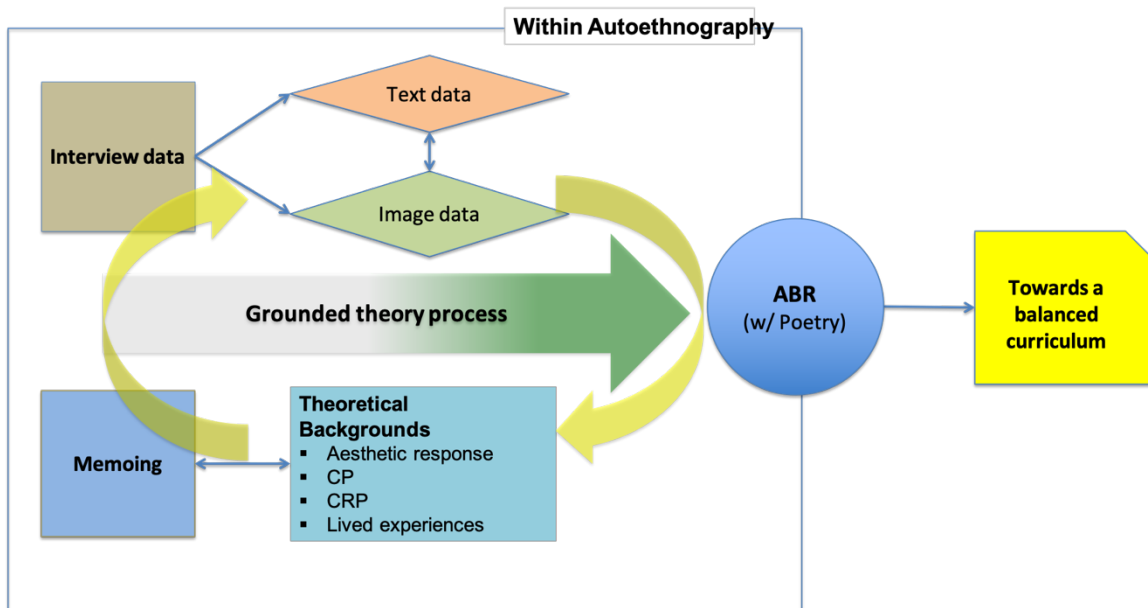 Within Autoethnography
Text data
Interview data
Image data
Grounded theory process
ABR
(w/ Poetry)
Towards a
balanced
curriculum
Memoing
Theoretical
Backgrounds
▪ Aesthetic response
▪ CP
▪ CRP
▪ Lived experiences